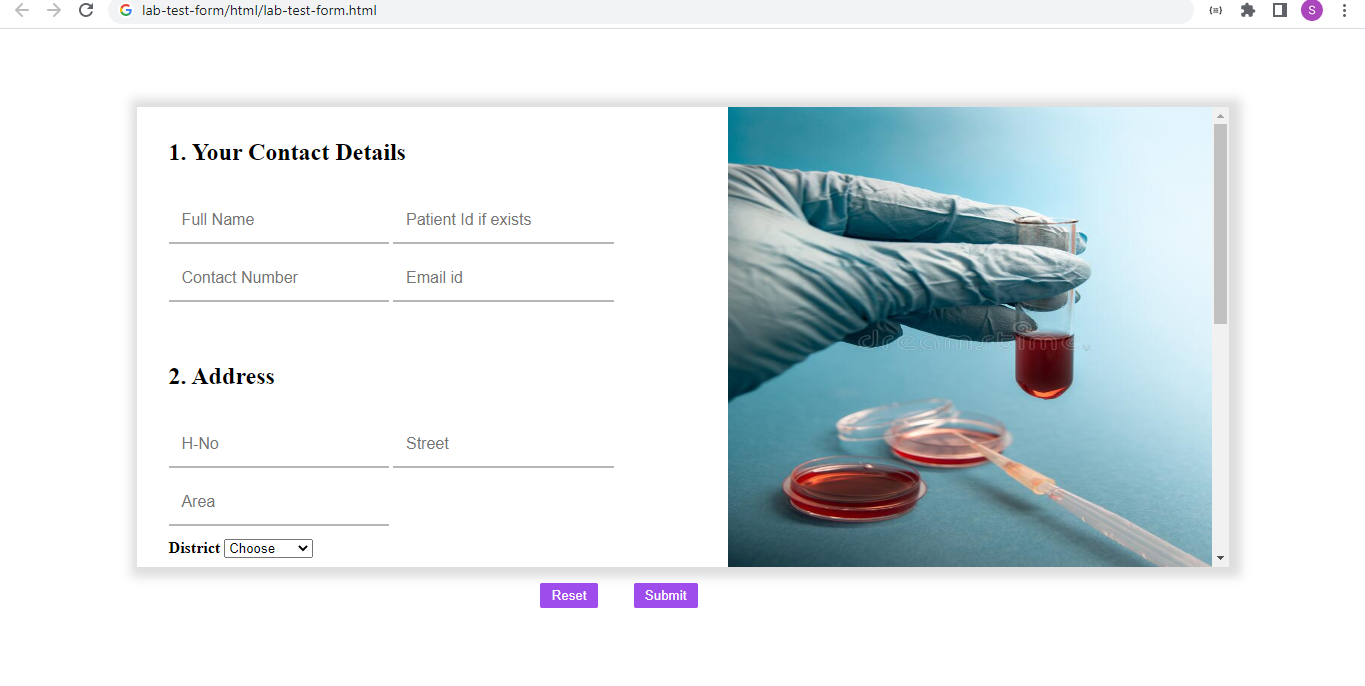 lab-test-form/html/lab-test-form.html
S
1. Your Contact Details
Full Name Patient Id if exists
Contact Number Email id
2. Address
H-No Street
Area
District Choose
dreamstime.
Reset Submit